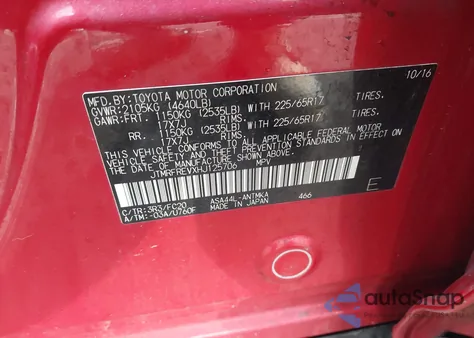 10/16
MFD.BY:TOYOTA MOTOR CORPORATION
GVWR:2105KG (4640LB)
GAWR:FRT. 1150KG (2535LB) WITH 225/65R17 TIRES,
17X7J RIMS.
RR. 1150KG (2535LB) WITH 225/65R17 TIRES,
17X7J RIMS.
THIS VEHICLE CONFORMS TO ALL APPLICABLE FEDERAL MOTOR
VEHICLE SAFETY AND THEFT PREVENTION STANDARDS IN EFFECT ON
THE DATE OF MANUFACTURE SHOWN ABOVE.
JTMRFREVXHJ125706 MPV
E
C/TR:3R3/FC20 ASA44L-ANTMKA 466
A/TM:-03A/U760F MADE IN JAPAN
autoSnap